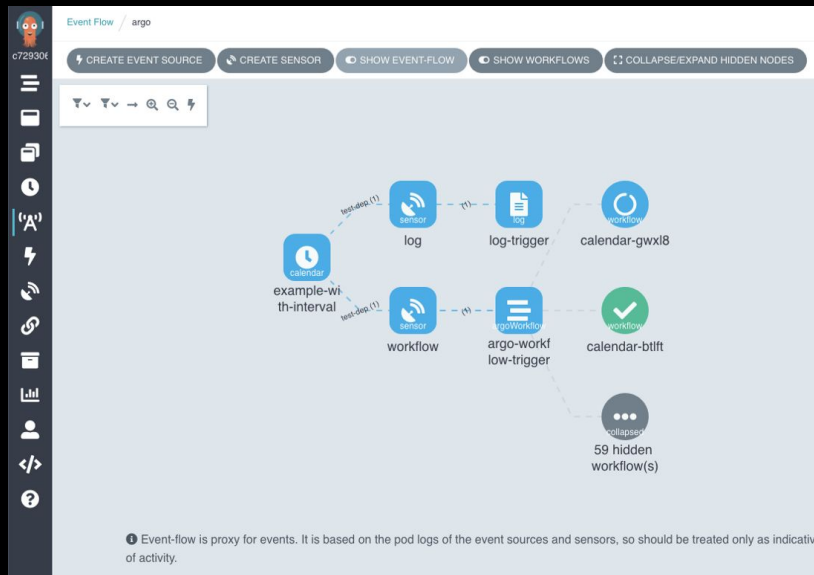 Event Flow / argo
c729306
CREATE EVENT SOURCE
CREATE SENSOR
SHOW EVENT-FLOW
SHOW WORKFLOWS
COLLAPSE/EXPAND HIDDEN NODES
test-dep (1)
sensor
log
(1)
log
log-trigger
workflow
calendar-gwxl8
calendar
example-wi
th-interval
test-dep (1)
sensor
workflow
(1)
argoWorkflow
argo-workf
low-trigger
workflow
calendar-btlft
collapsed
59 hidden
workflow(s)
Event-flow is proxy for events. It is based on the pod logs of the event sources and sensors, so should be treated only as indicativ
of activity.